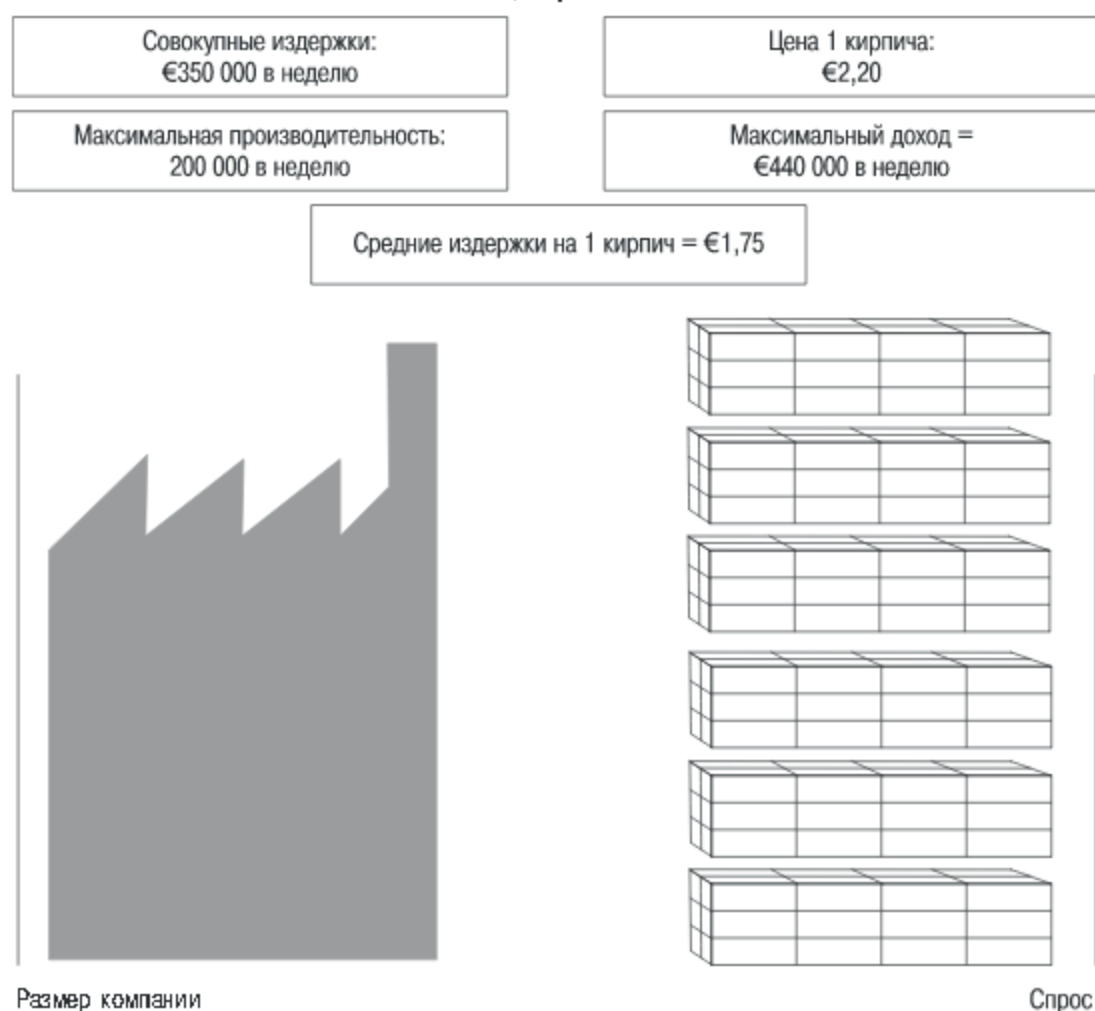 Совокупные издержки:
€350 000 в неделю
Цена 1 кирпича:
€2,20
Максимальная производительность:
200 000 в неделю
Максимальный доход =
€440 000 в неделю
Средние издержки на 1 кирпич = €1,75
Размер компании
Спрос